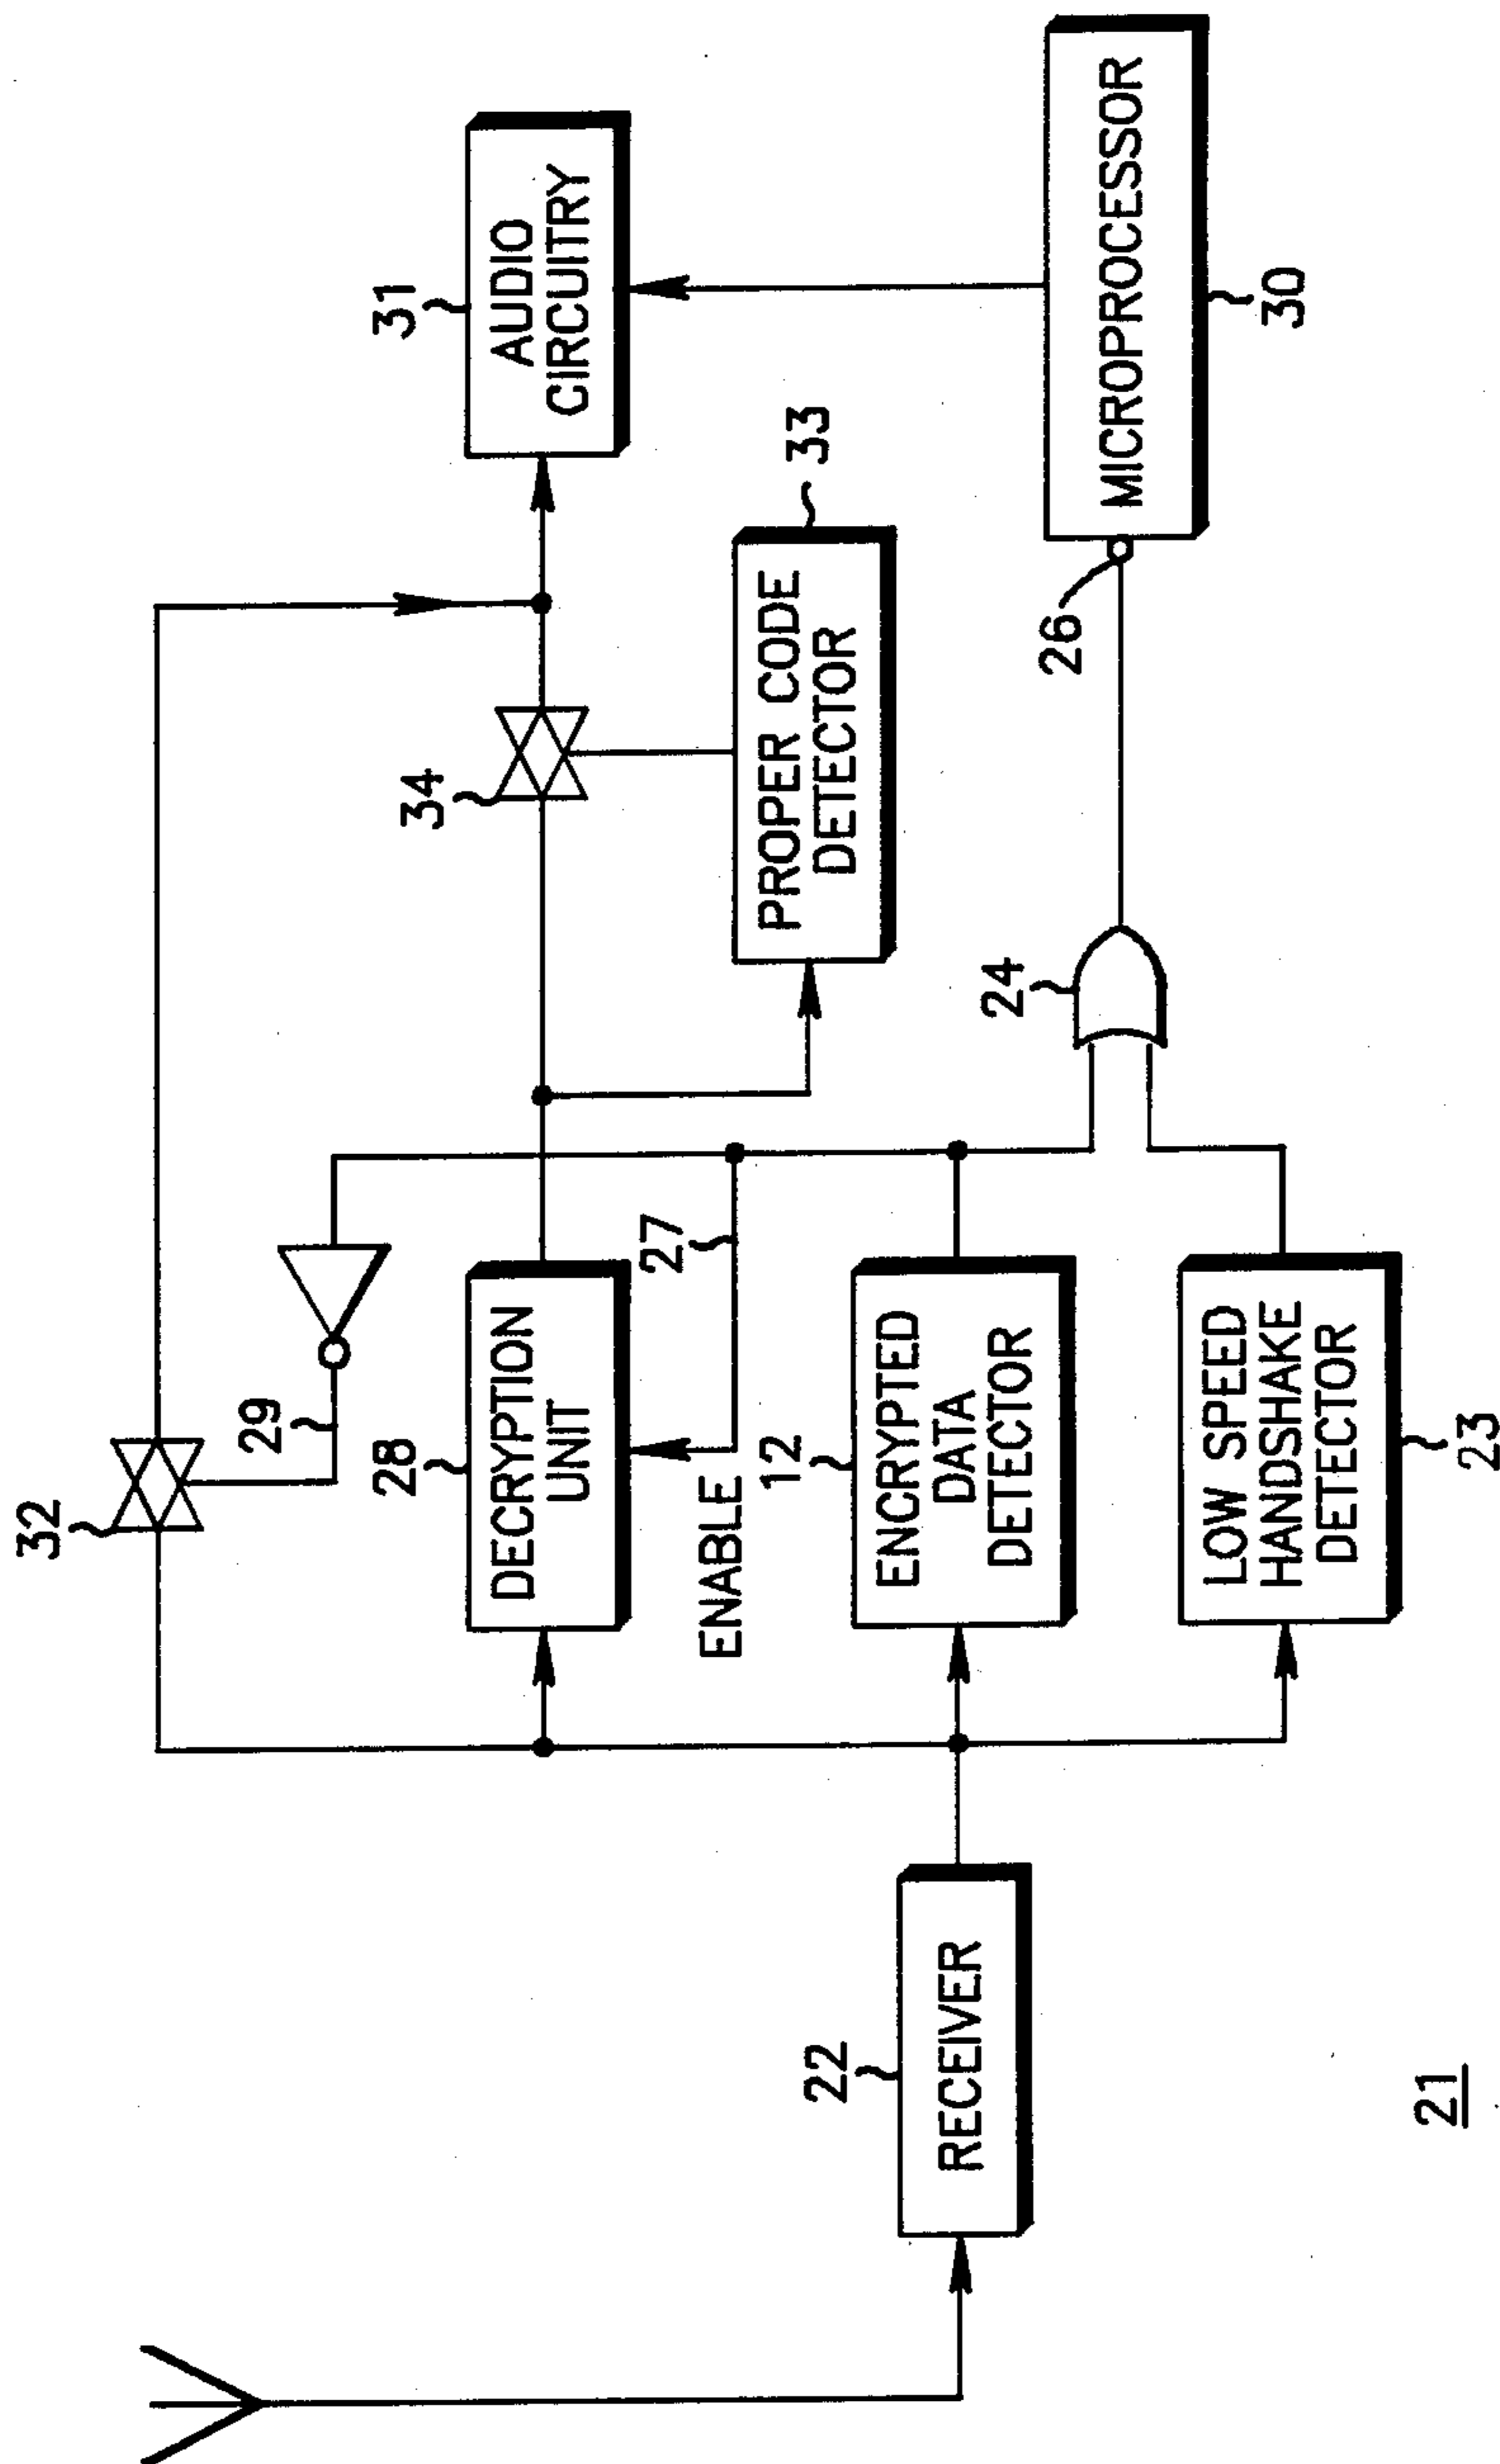 32
29
31
AUDIO
CIRCUITRY
34
28
DECRYPTION
UNIT
27
ENABLE
33
PROPER CODE
DETECTOR
12
ENCRYPTED
DATA
DETECTOR
22
RECEIVER
24
26
MICROPROCESSOR
30
LOW SPEED
HANDSHAKE
DETECTOR
23
21